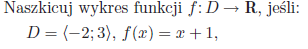 Naszkicuj wykres funkcji f: D → R, jeśli:
D = ⟨−2; 3⟩, f(x) = x + 1,